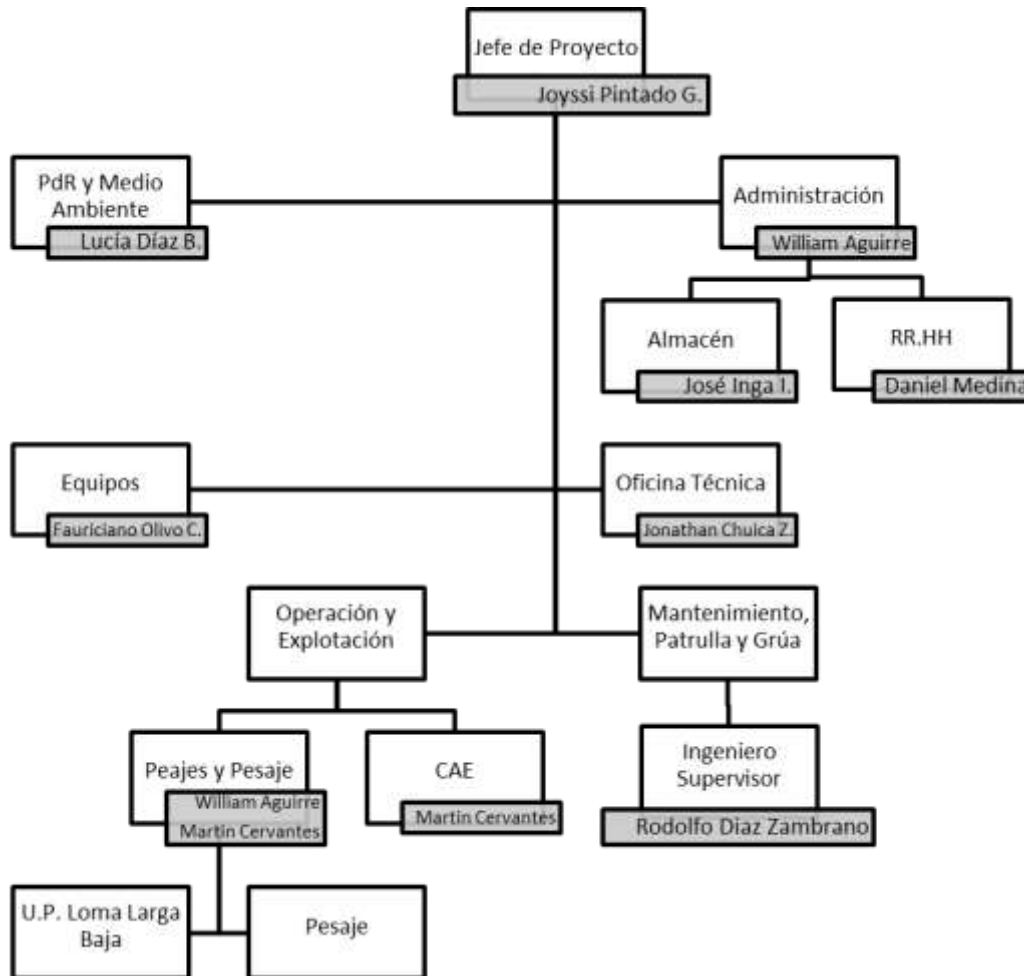 Jefe de Proyecto
Joyssi Pintado G.
PdR y Medio
Ambiente
Lucía Díaz B.
Administración
William Aguirre
Almacén
José Inga I.
RR.HH
Daniel Medina
Equipos
Fauriciano Olivo C.
Oficina Técnica
Jonathan Chuica Z.
Operación y
Explotación
Mantenimiento,
Patrulla y Grúa
Peajes y Pesaje
William Aguirre
Martin Cervantes
CAE
Martin Cervantes
Ingeniero
Supervisor
Rodolfo Diaz Zambrano
U.P. Loma Larga
Baja
Pesaje